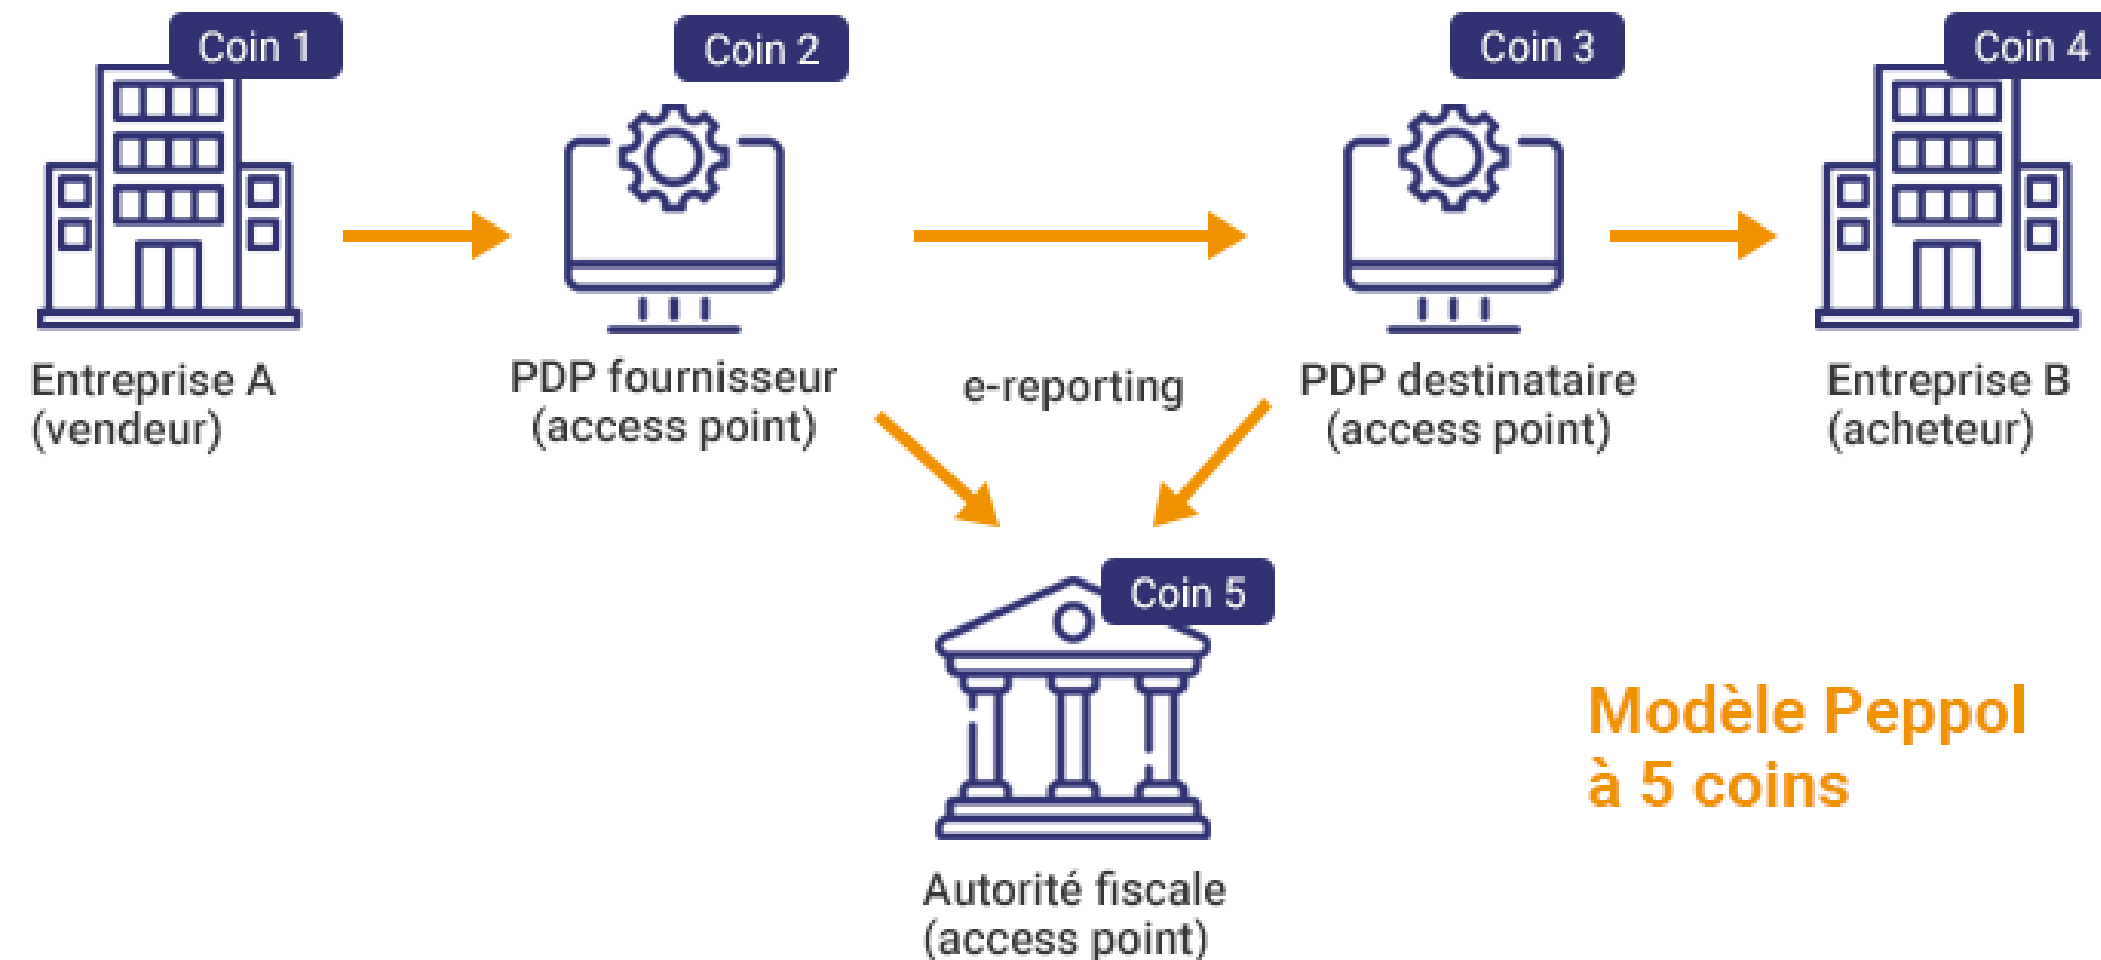 Coin 1
Coin 2
Coin 3
Coin 4
Entreprise A
(vendeur)
PDP fournisseur
(access point)
e-reporting
PDP destinataire
(access point)
Entreprise B
(acheteur)
Coin 5
Autorité fiscale
(access point)
Modèle Peppol
à 5 coins